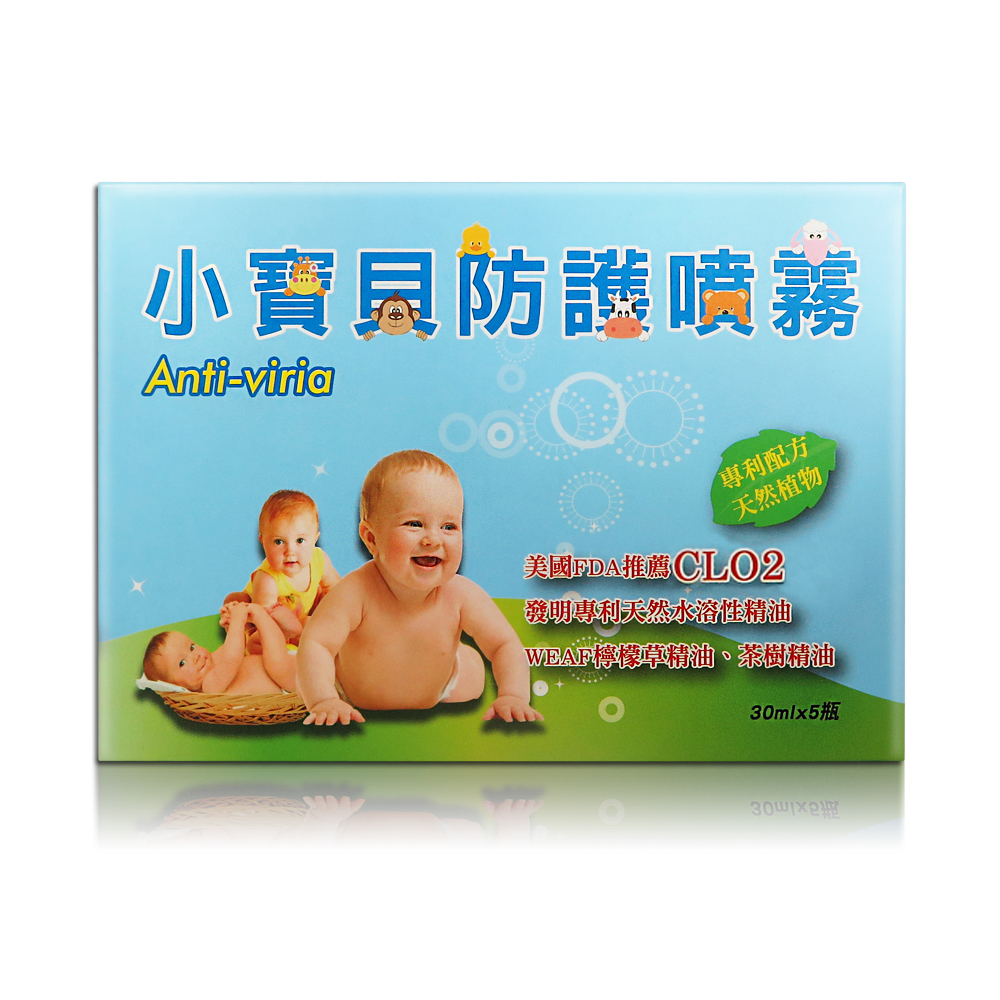 小寶貝防護噴霧
Anti-viria
專利配方
天然植物
美國FDA推薦CLO2
發明專利天然水溶性精油
WEAF檸檬草精油、茶樹精油
30mlx5瓶